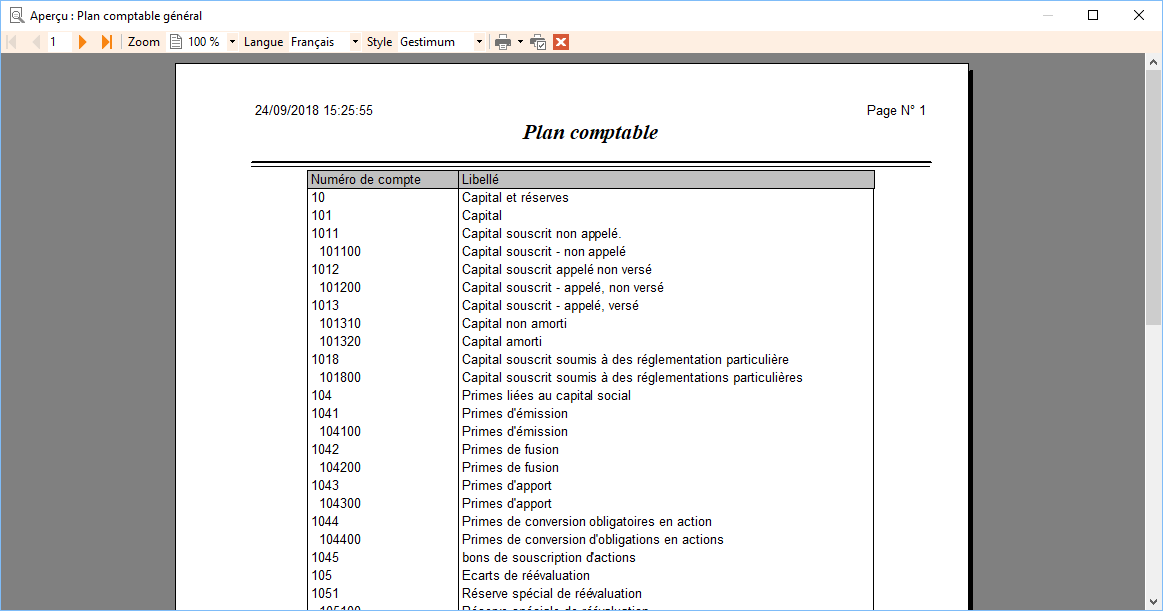 Aperçu : Plan comptable général
1 Zoom 100 % Langue Français Style Gestimum
24/09/2018 15:25:55 Page N° 1
Plan comptable
Numéro de compte Libellé
10 Capital et réserves
101 Capital
1011 Capital souscrit non appelé.
101100 Capital souscrit - non appelé
1012 Capital souscrit appelé non versé
101200 Capital souscrit - appelé, non versé
1013 Capital souscrit - appelé, versé
101310 Capital non amorti
101320 Capital amorti
1018 Capital souscrit soumis à des réglementation particulière
101800 Capital souscrit soumis à des réglementations particulières
104 Primes liées au capital social
1041 Primes d'émission
104100 Primes d'émission
1042 Primes de fusion
104200 Primes de fusion
1043 Primes d'apport
104300 Primes d'apport
1044 Primes de conversion obligatoires en action
104400 Primes de conversion d'obligations en actions
1045 bons de souscription d'actions
105 Ecarts de réévaluation
1051 Réserve spécial de réévaluation
105100 Réserve spéciale de réévaluation